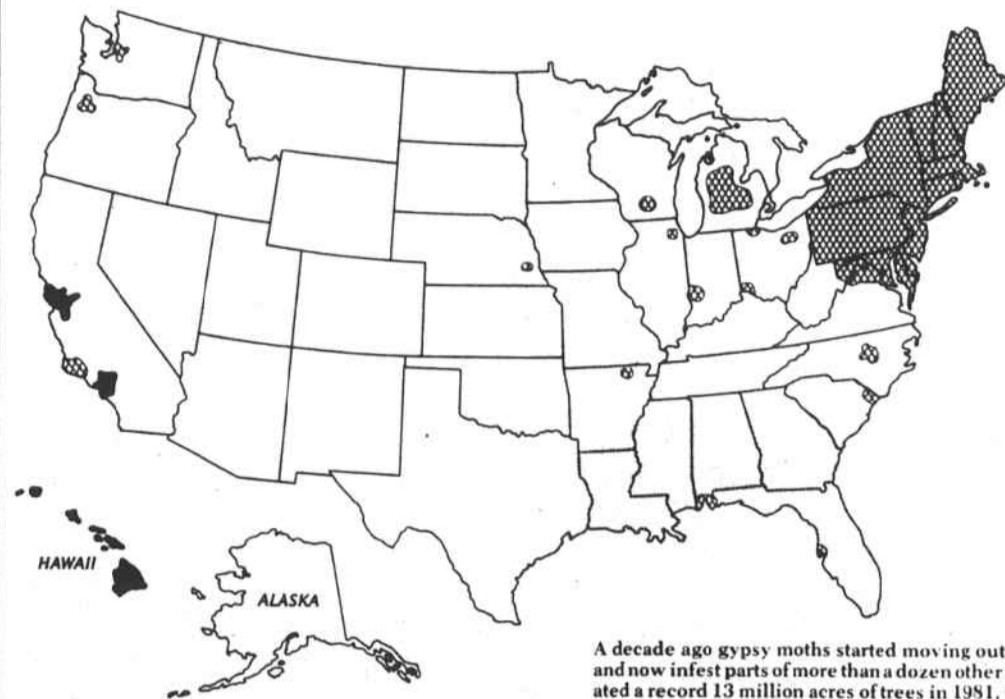 HAWAII
ALASKA
A decade ago gypsy moths started moving out
and now infest parts of more than a dozen other
ated a record 13 million acres of trees in 1981.